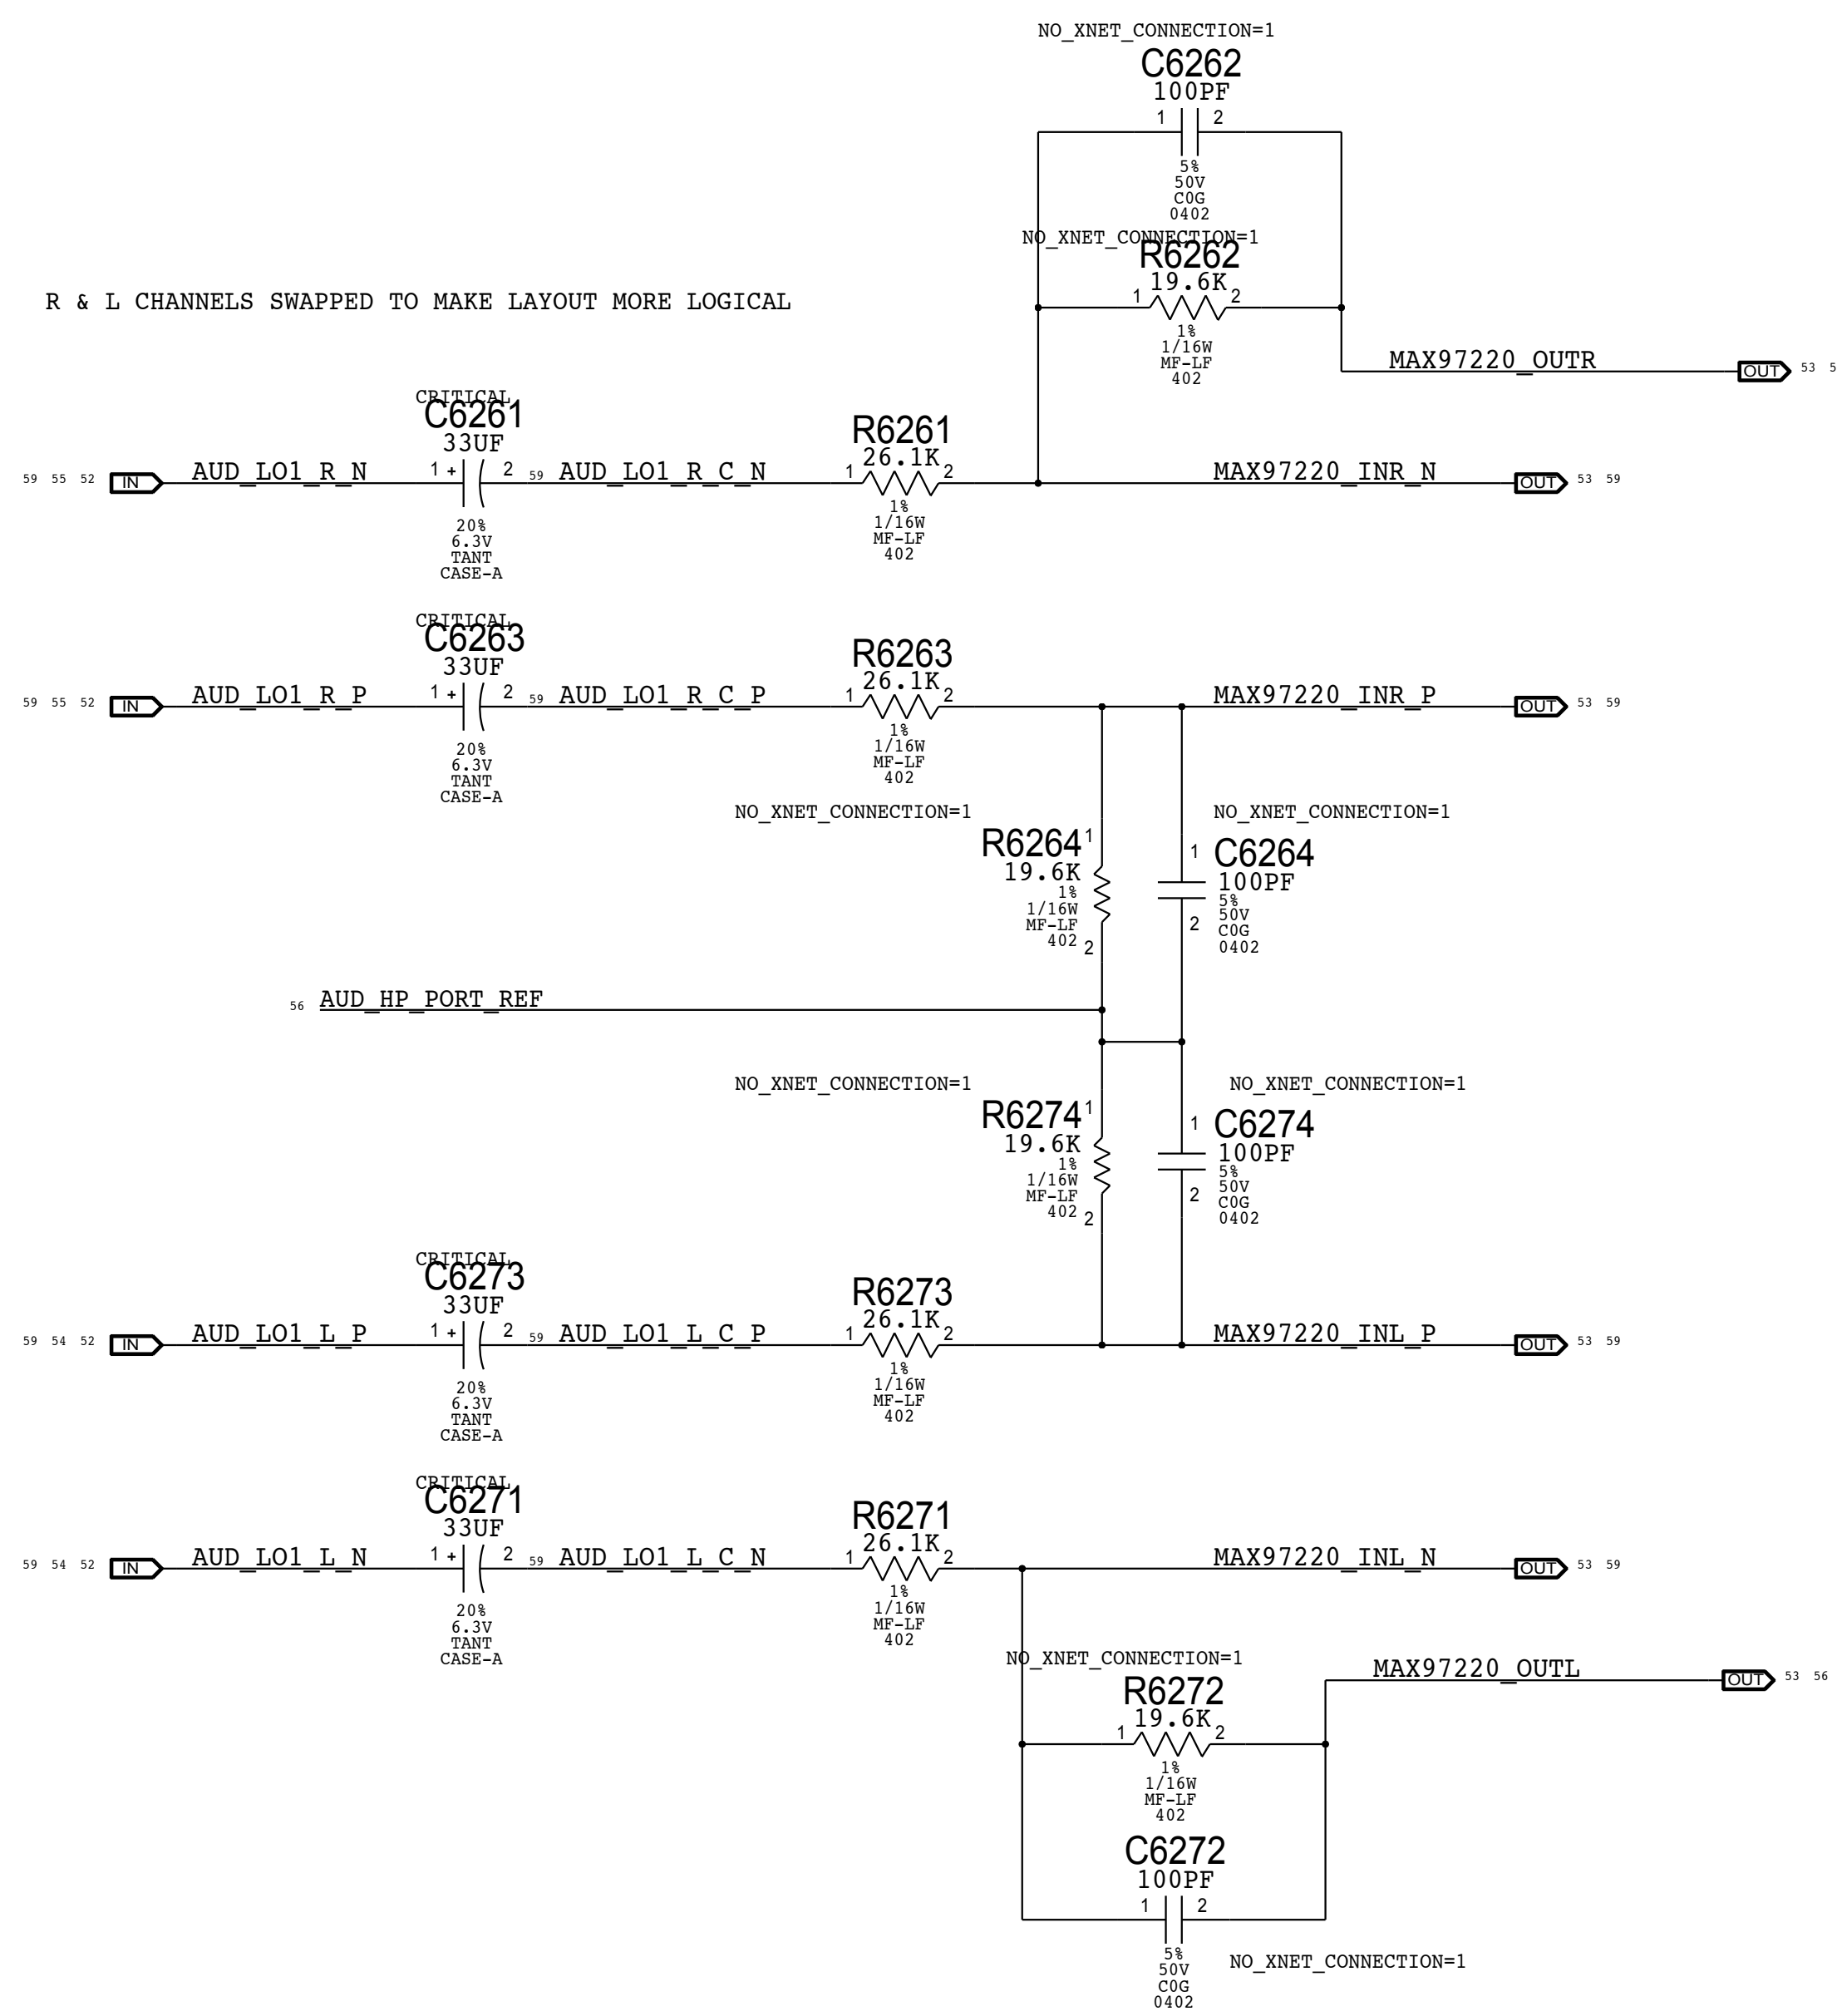 NO_XNET_CONNECTION=1
C6262
100PF
1 2
5%
50V
C0G
0402
NO_XNET_CONNECTION=1
R6262
19.6K
1 2
1%
1/16W
MF-LF
402
R & L CHANNELS SWAPPED TO MAKE LAYOUT MORE LOGICAL
MAX97220_OUTR
OUT 53 5
CRITICAL
C6261
33UF
59 55 52 IN AUD_LO1_R_N 1 + 2 59 AUD_LO1_R_C_N
20%
6.3V
TANT
CASE-A
R6261
26.1K
1 2
1%
1/16W
MF-LF
402
MAX97220_INR_N OUT 53 59
CRITICAL
C6263
33UF
59 55 52 IN AUD_LO1_R_P 1 + 2 59 AUD_LO1_R_C_P
20%
6.3V
TANT
CASE-A
R6263
26.1K
1 2
1%
1/16W
MF-LF
402
MAX97220_INR_P OUT 53 59
NO_XNET_CONNECTION=1
R6264
1
19.6K
1%
1/16W
MF-LF
402
2
NO_XNET_CONNECTION=1
1
C6264
100PF
5%
50V
C0G
0402
2
56 AUD_HP_PORT_REF
NO_XNET_CONNECTION=1
R6274
1
19.6K
1%
1/16W
MF-LF
402
2
NO_XNET_CONNECTION=1
1
C6274
100PF
5%
50V
C0G
0402
2
CRITICAL
C6273
33UF
59 54 52 IN AUD_LO1_L_P 1 + 2 59 AUD_LO1_L_C_P
20%
6.3V
TANT
CASE-A
R6273
26.1K
1 2
1%
1/16W
MF-LF
402
MAX97220_INL_P OUT 53 59
CRITICAL
C6271
33UF
59 54 52 IN AUD_LO1_L_N 1 + 2 59 AUD_LO1_L_C_N
20%
6.3V
TANT
CASE-A
R6271
26.1K
1 2
1%
1/16W
MF-LF
402
MAX97220_INL_N OUT 53 59
NO_XNET_CONNECTION=1
R6272
19.6K
1 2
1%
1/16W
MF-LF
402
MAX97220_OUTL OUT 53 56
C6272
100PF
1 2
5%
50V
C0G
0402
NO_XNET_CONNECTION=1